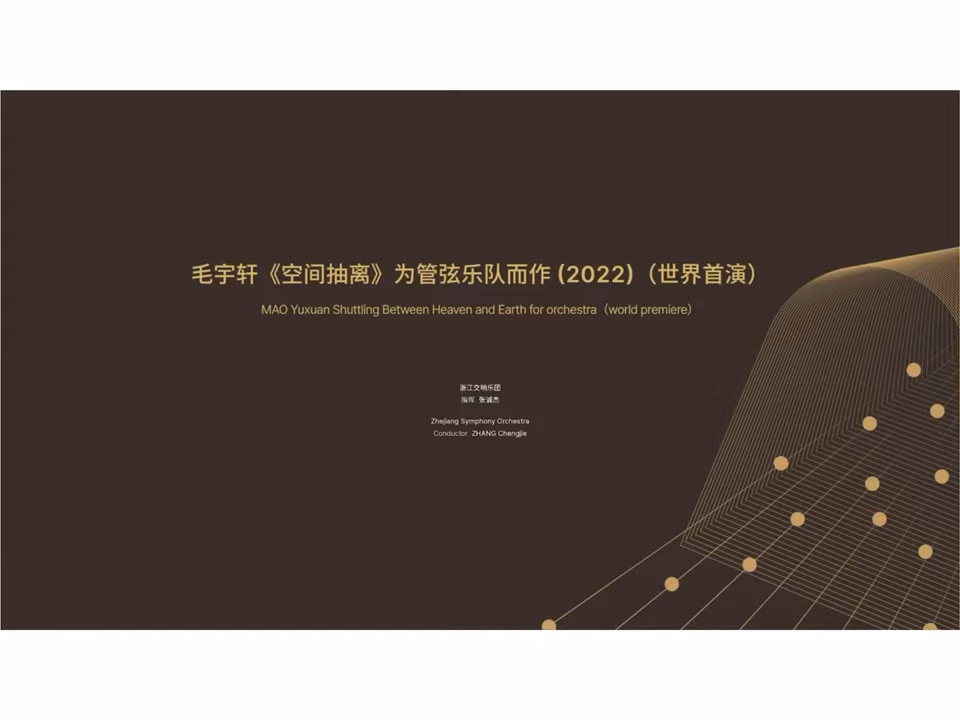 毛宇轩《空间抽离》为管弦乐队而作 (2022)（世界首演）
MAO Yuxuan Shuttling Between Heaven and Earth for orchestra（world premiere）
浙江交响乐团
指挥 张诚杰
Zhejiang Symphony Orchestra
Conductor ZHANG Chengjie